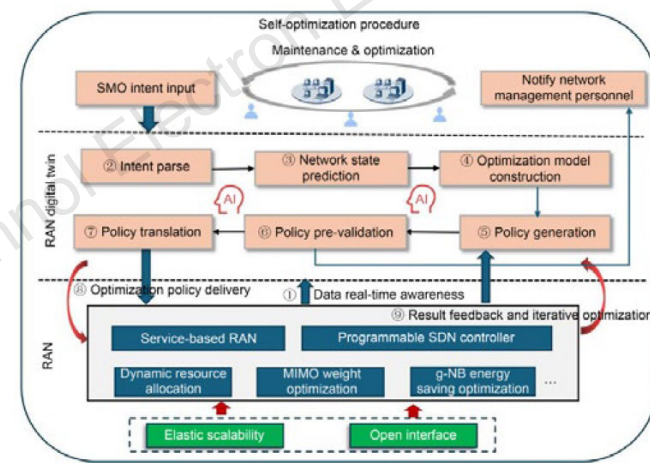 Self-optimization procedure
Maintenance & optimization
SMO intent input
Notify network
management personnel
RAN digital twin
② Intent parse
③ Network state
prediction
④ Optimization model
construction
AI
AI
⑦ Policy translation
⑥ Policy pre-validation
⑤ Policy generation
⑧ Optimization policy delivery
① Data real-time awareness
⑨ Result feedback and iterative optimization
RAN
Service-based RAN
Programmable SDN controller
Dynamic resource
allocation
MIMO weight
optimization
g-NB energy
saving optimization
...
Elastic scalability
Open interface
Electron